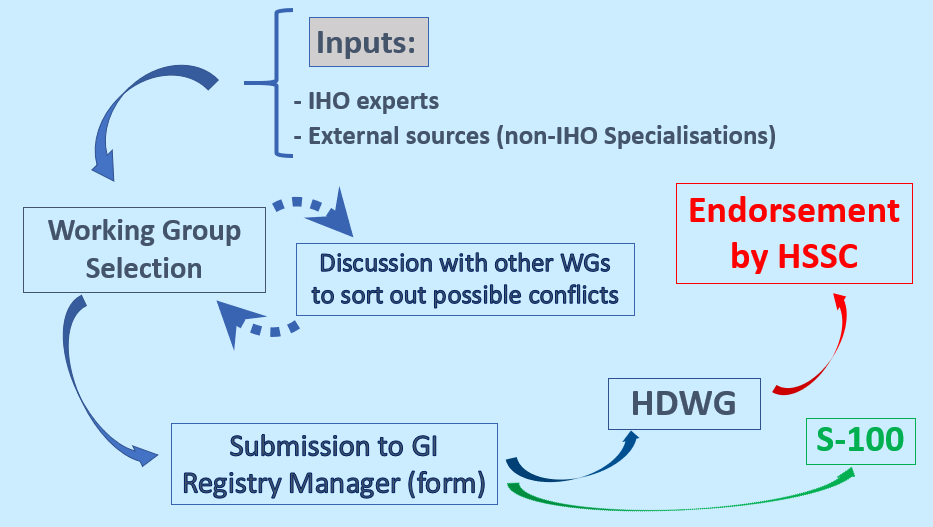 Inputs:
- IHO experts
- External sources (non-IHO Specialisations)
Working Group
Selection
Discussion with other WGs
to sort out possible conflicts
Endorsement
by HSSC
HDWG
S-100
Submission to GI
Registry Manager (form)